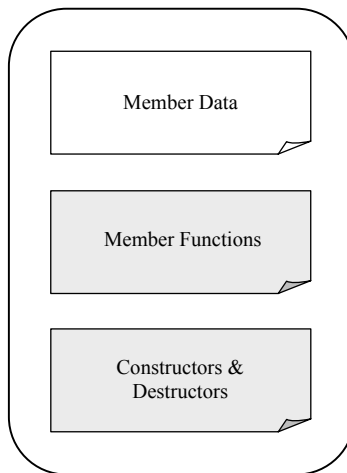 Member Data
Member Functions
Constructors &
Destructors